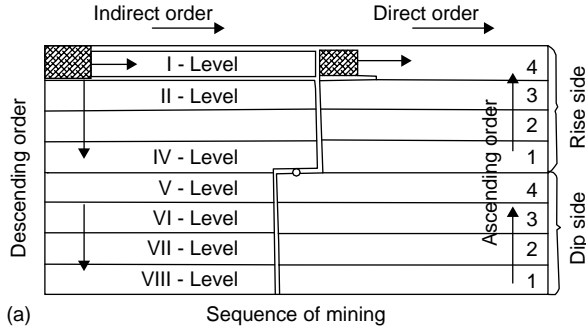 Indirect order
Direct order
I - Level
II - Level
IV - Level
V - Level
VI - Level
VII - Level
VIII - Level
Descending order
Ascending order
4
3
2
1
4
3
2
1
Rise side
Dip side
(a)
Sequence of mining